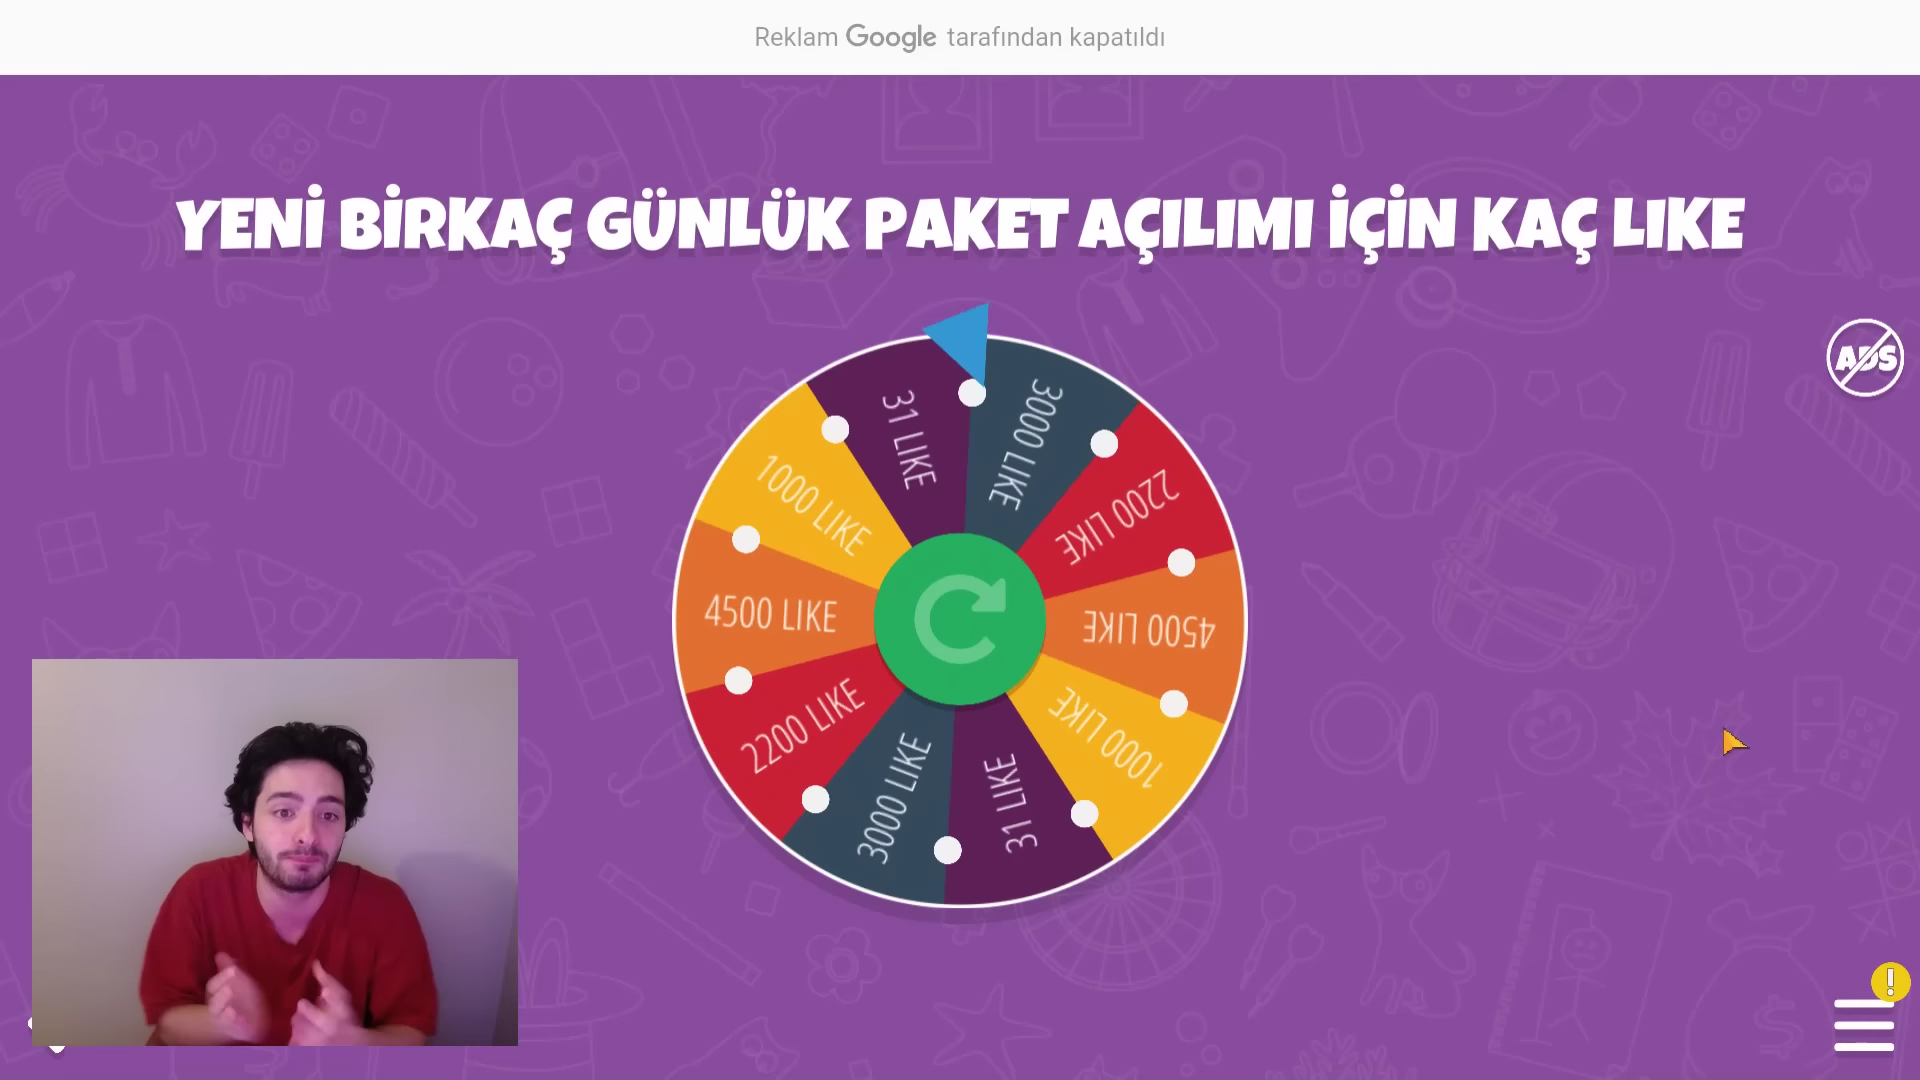 Reklam Google tarafından kapatıldı
YENİ BİRKAÇ GÜNLÜK PAKET AÇILIMI İÇİN KAÇ LIKE
ADS
31 LIKE
3000 LIKE
2200 LIKE
4500 LIKE
1000 LIKE
31 LIKE
3000 LIKE
2200 LIKE
4500 LIKE
1000 LIKE
!